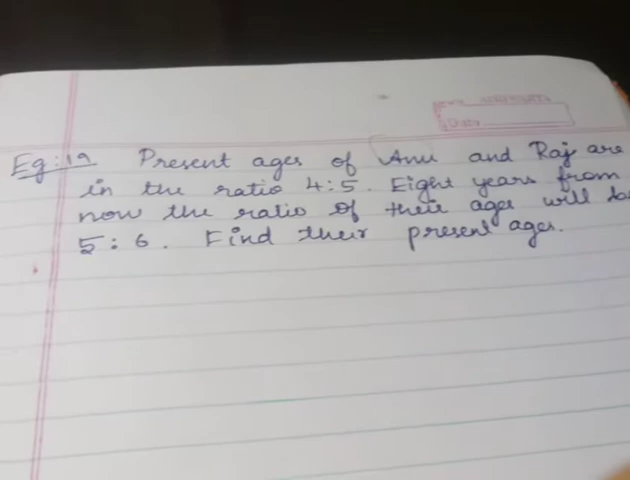 Eg:19 Present ages of Anu and Raj are
in the ratio 4:5. Eight years from
now the ratio of their ages will
5:6. Find their present ages.